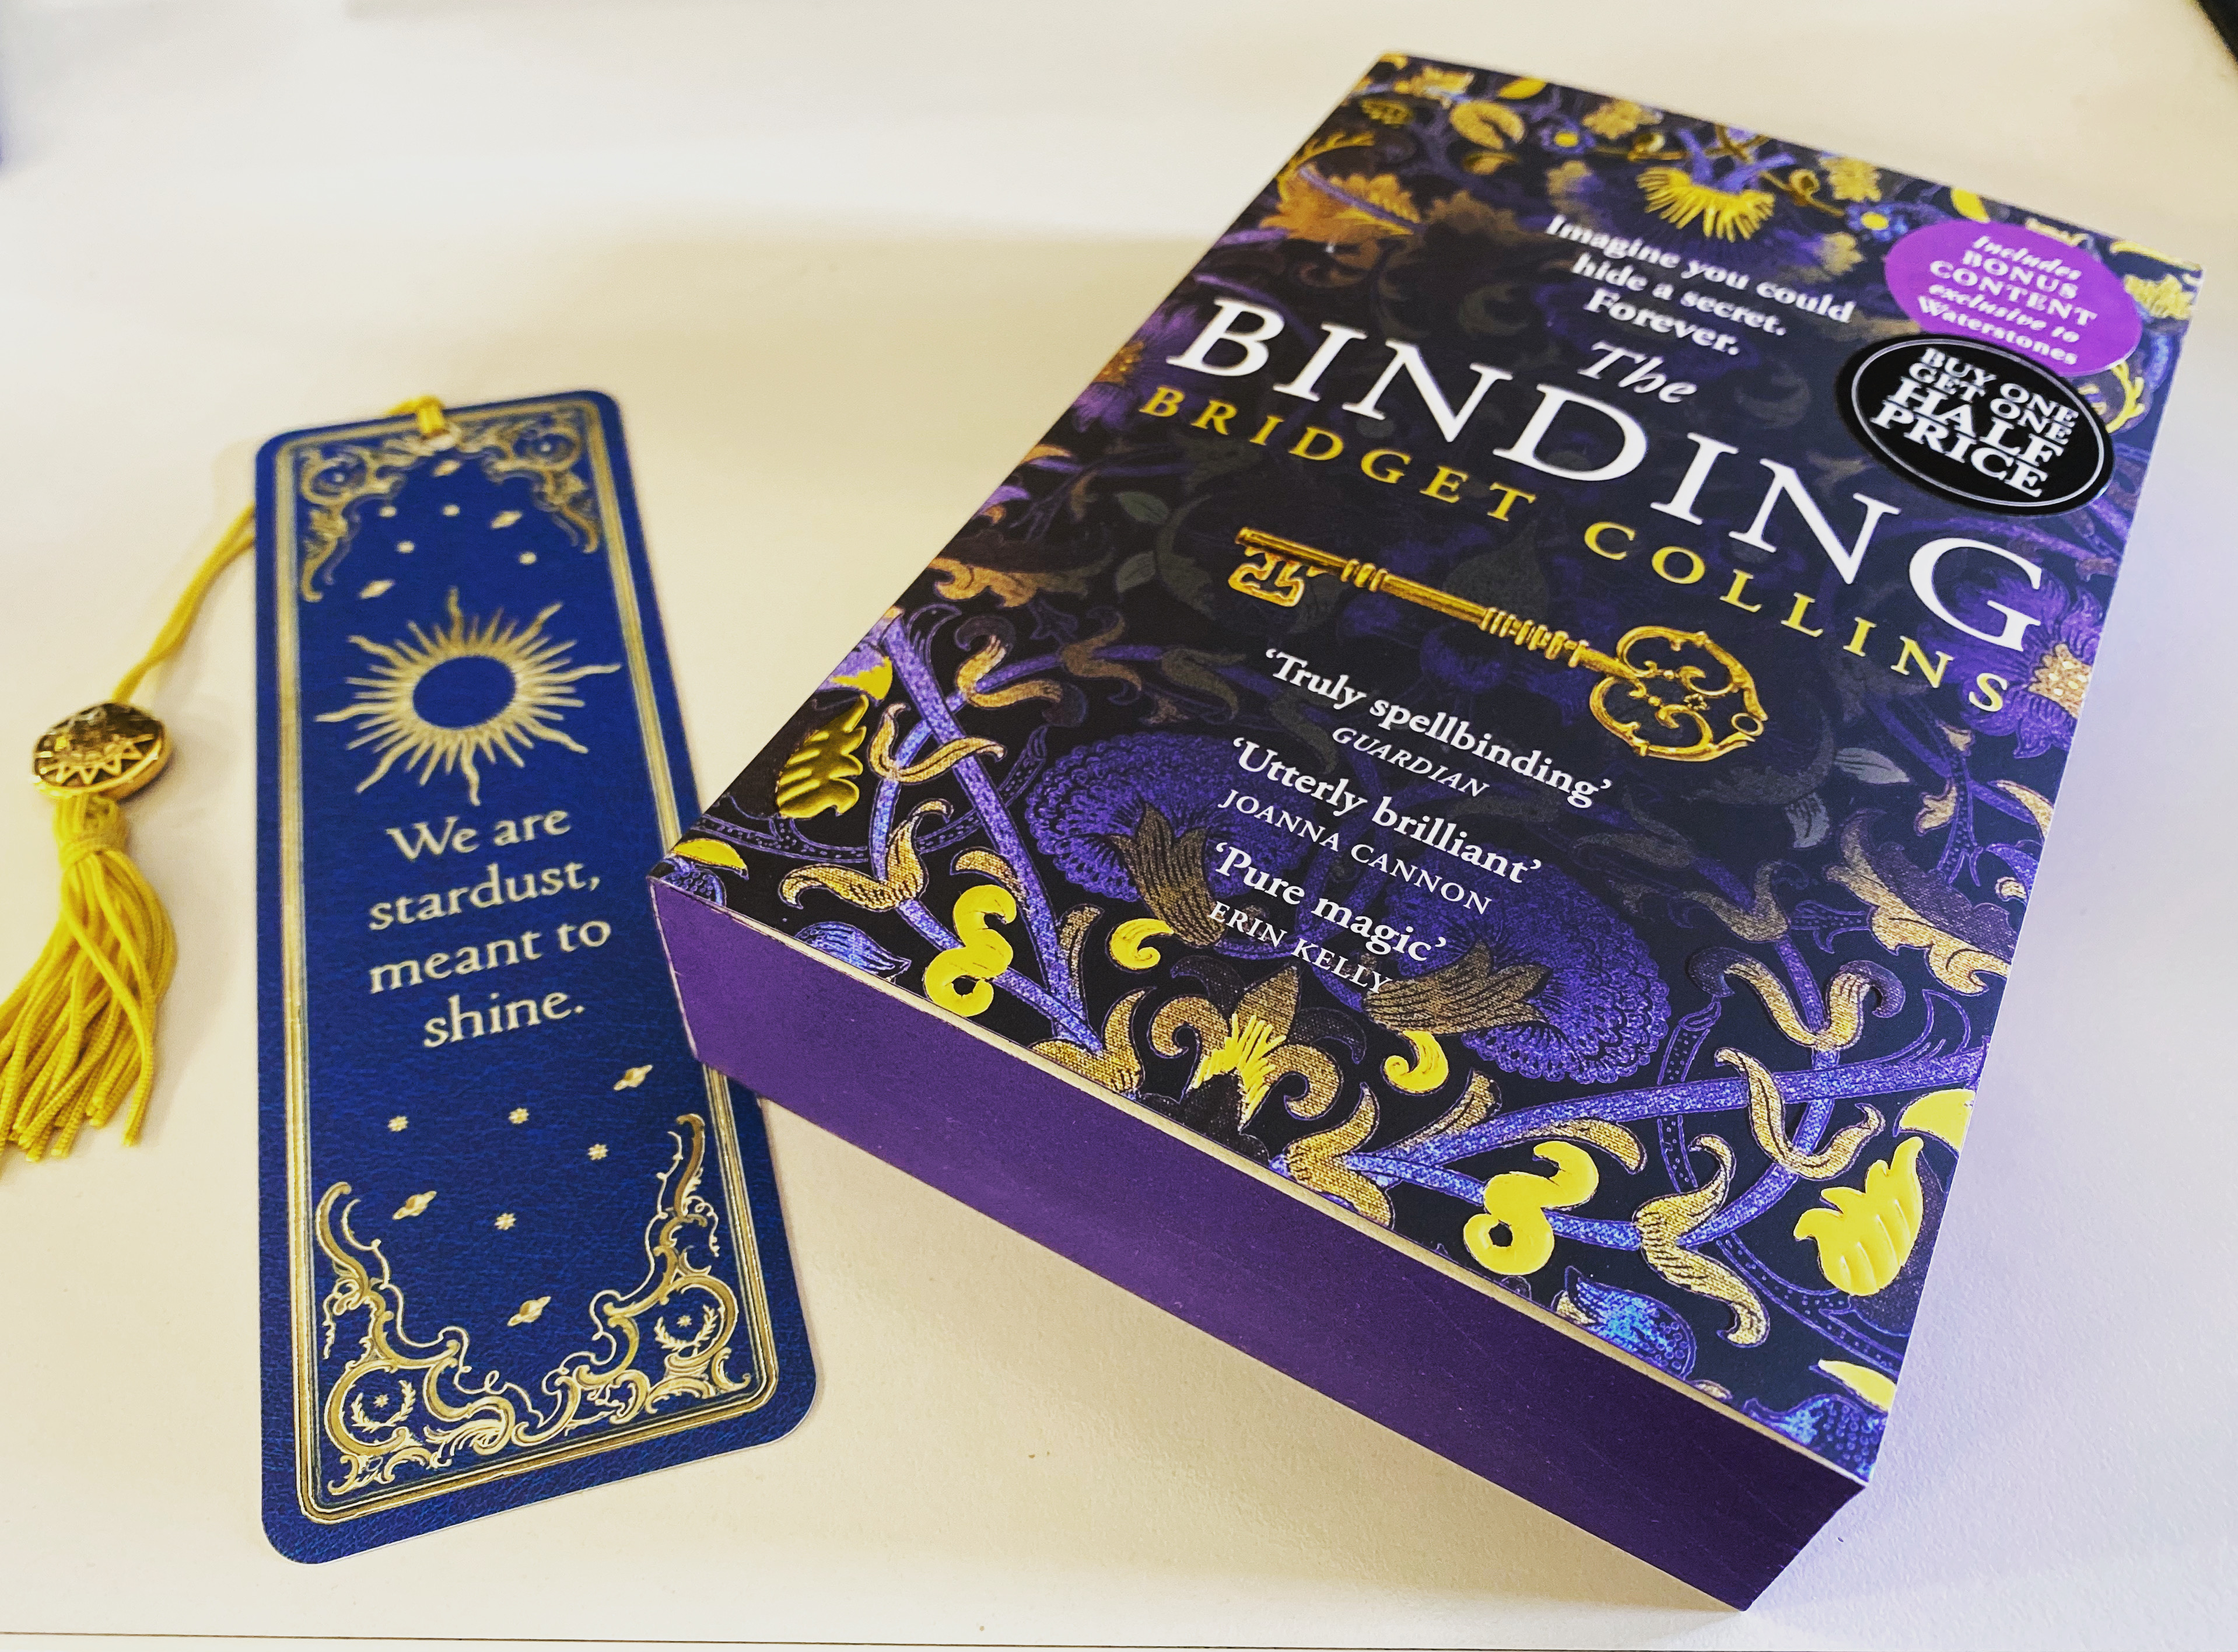 We are
stardust,
meant to
shine.
Imagine you could
hide a secret.
Forever.
The
BINDING
BRIDGET COLLINS
Includes
BONUS
CONTENT
exclusive to
Waterstones
BUY ONE
GET ONE
HALF
PRICE
‘Truly spellbinding’
GUARDIAN
‘Utterly brilliant’
JOANNA CANNON
‘Pure magic’
ERIN KELLY